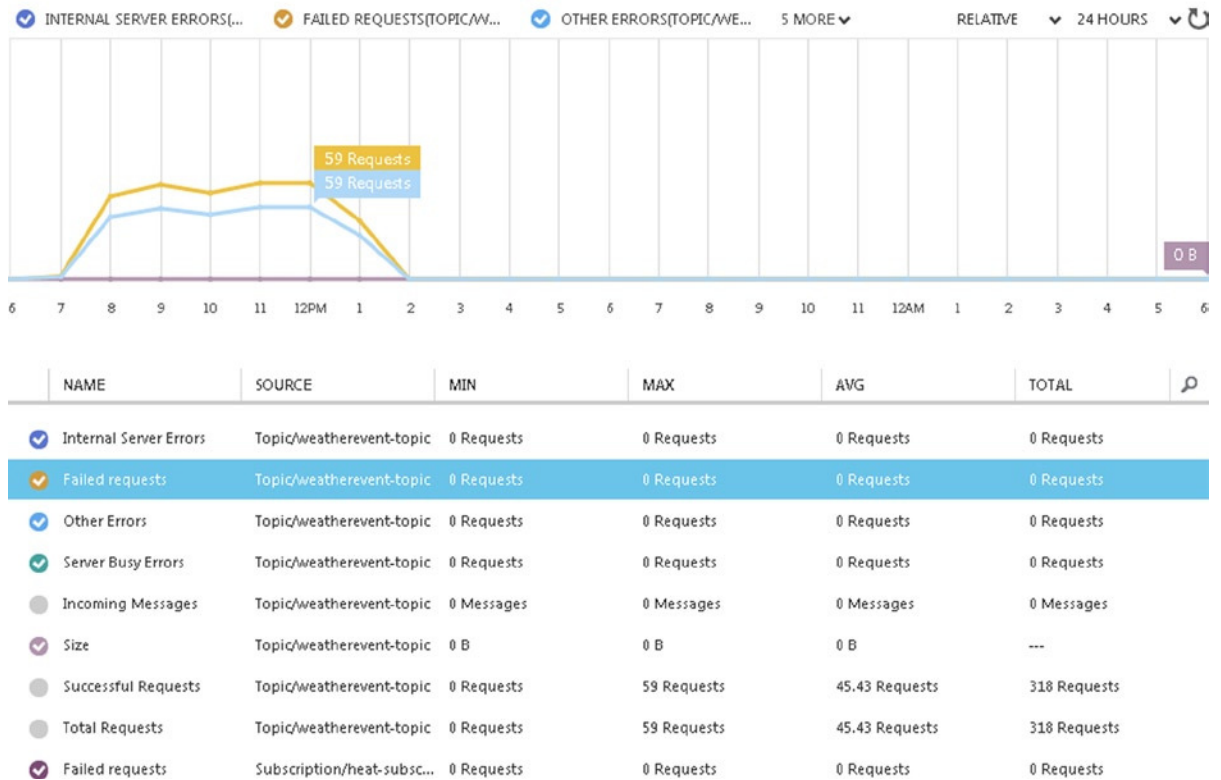 INTERNAL SERVER ERRORS(... FAILED REQUESTS(TOPIC/W... OTHER ERRORS(TOPIC/WE... 5 MORE RELATIVE 24 HOURS
59 Requests
59 Requests
0 B
6 7 8 9 10 11 12PM 1 2 3 4 5 6 7 8 9 10 11 12AM 1 2 3 4 5 6
NAME SOURCE MIN MAX AVG TOTAL
Internal Server Errors Topic/weatherevent-topic 0 Requests 0 Requests 0 Requests 0 Requests
Failed requests Topic/weatherevent-topic 0 Requests 0 Requests 0 Requests 0 Requests
Other Errors Topic/weatherevent-topic 0 Requests 0 Requests 0 Requests 0 Requests
Server Busy Errors Topic/weatherevent-topic 0 Requests 0 Requests 0 Requests 0 Requests
Incoming Messages Topic/weatherevent-topic 0 Messages 0 Messages 0 Messages 0 Messages
Size Topic/weatherevent-topic 0 B 0 B 0 B ---
Successful Requests Topic/weatherevent-topic 0 Requests 59 Requests 45.43 Requests 318 Requests
Total Requests Topic/weatherevent-topic 0 Requests 59 Requests 45.43 Requests 318 Requests
Failed requests Subscription/heat-subsc... 0 Requests 0 Requests 0 Requests 0 Requests